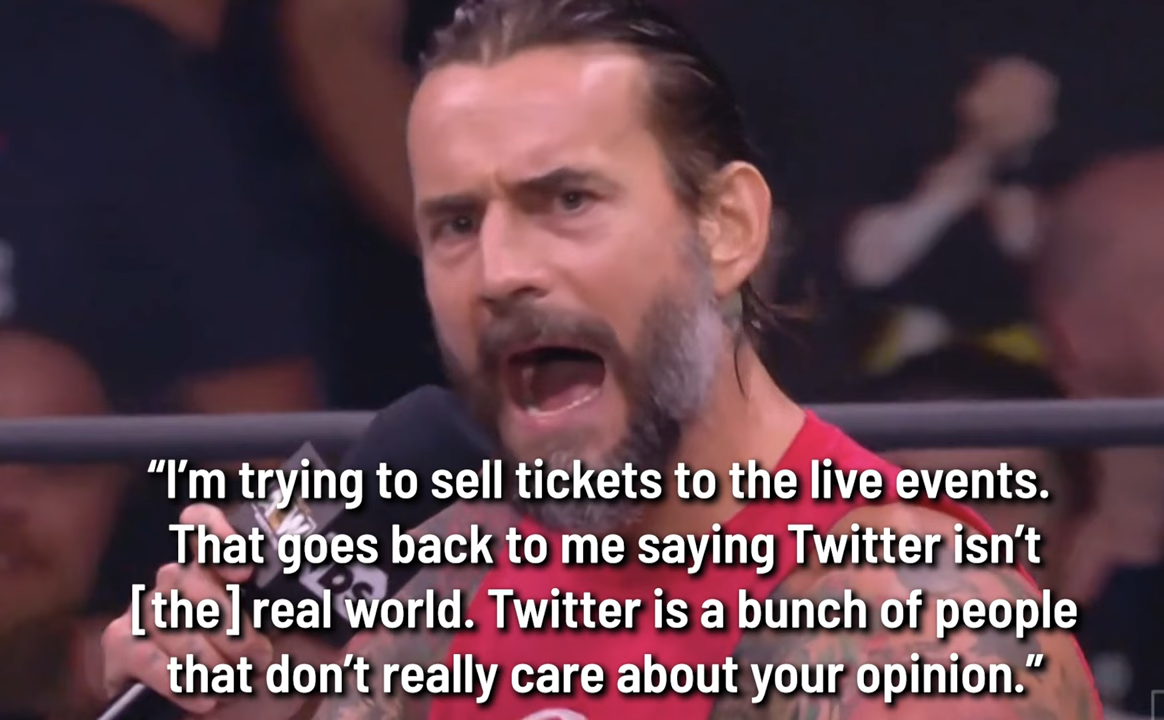 “I’m trying to sell tickets to the live events.
That goes back to me saying Twitter isn’t
[the] real world. Twitter is a bunch of people
that don’t really care about your opinion.”